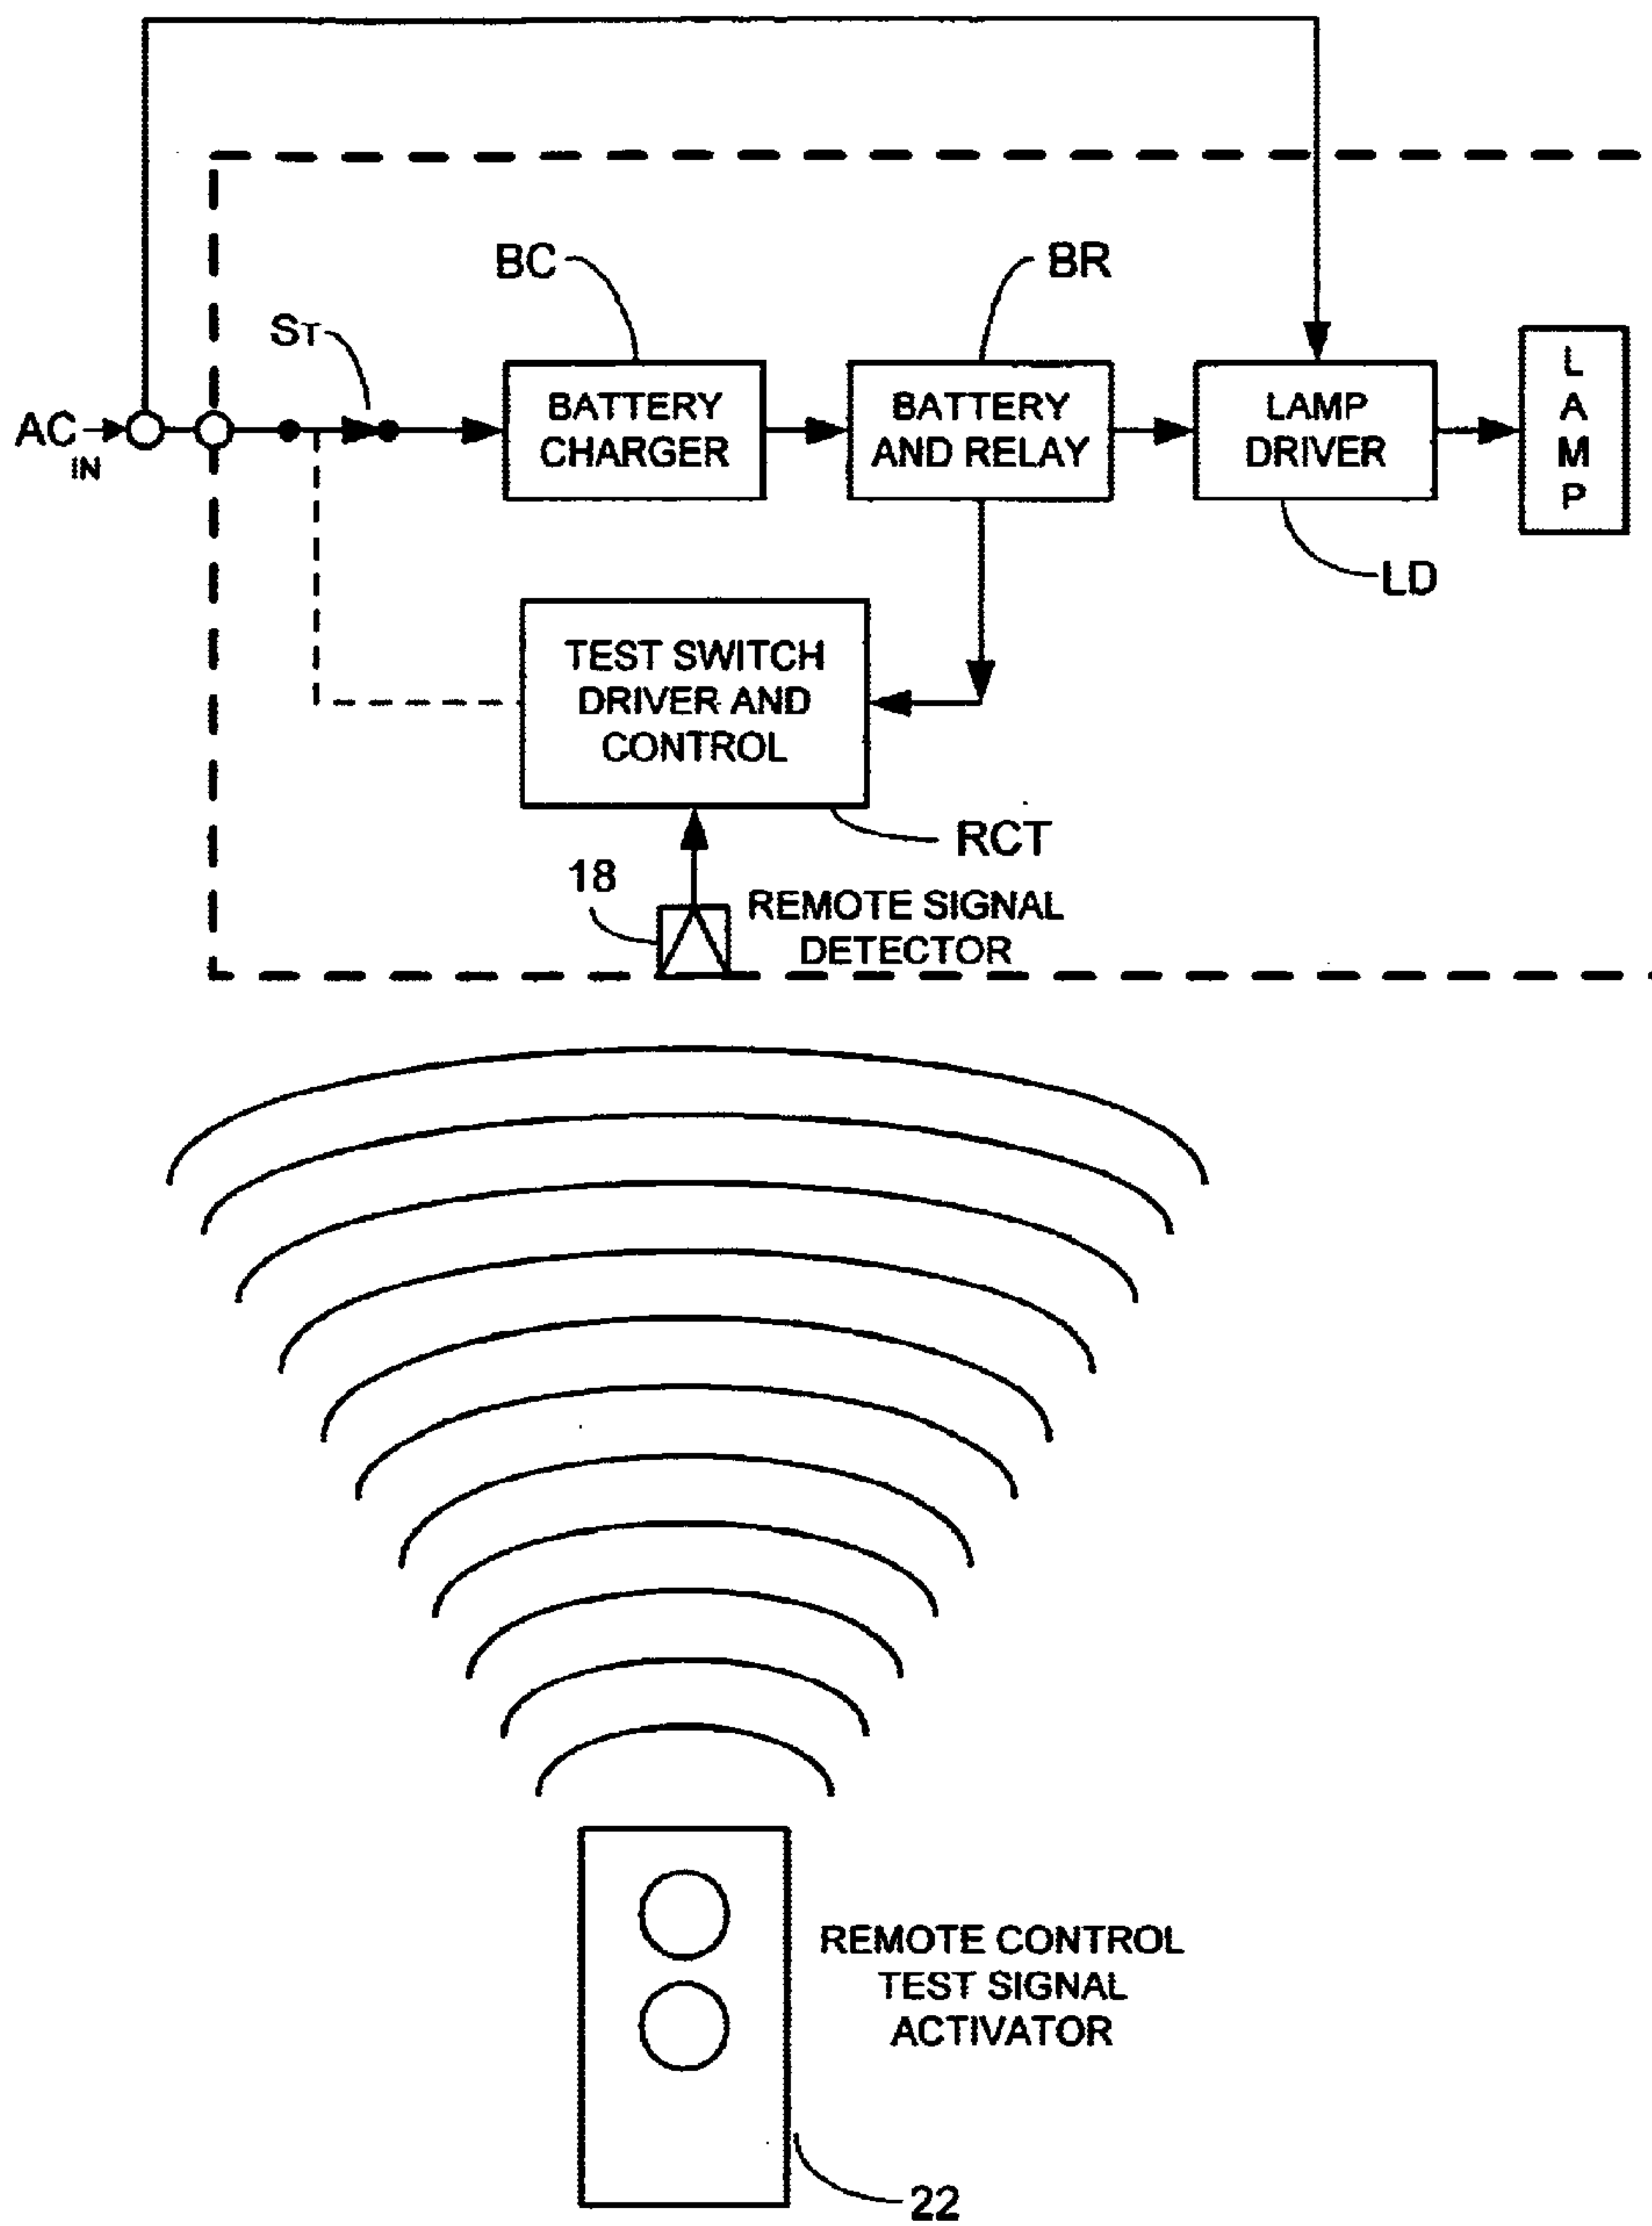 BC
BR
ST
AC
IN
BATTERY
CHARGER
BATTERY
AND RELAY
LAMP
DRIVER
L
A
M
P
LD
TEST SWITCH
DRIVER AND
CONTROL
RCT
18
REMOTE SIGNAL
DETECTOR
REMOTE CONTROL
TEST SIGNAL
ACTIVATOR
22